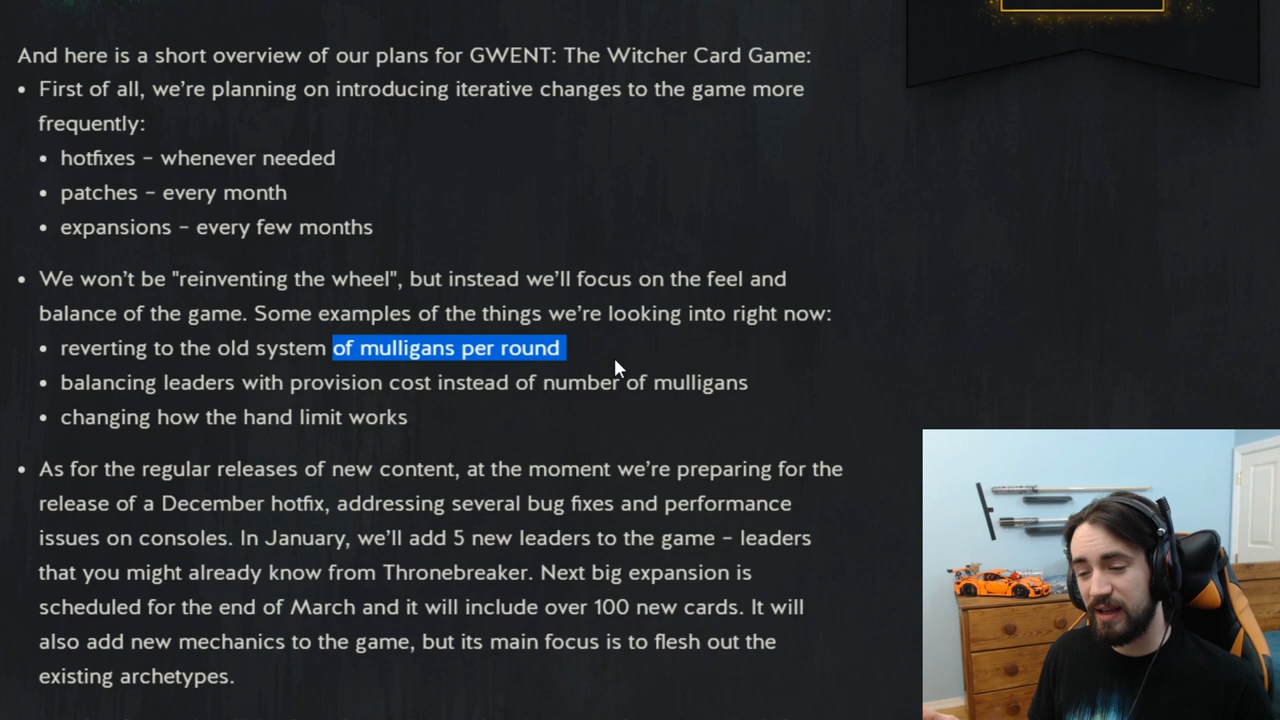 And here is a short overview of our plans for GWENT: The Witcher Card Game:
• First of all, we're planning on introducing iterative changes to the game more
frequently:
• hotfixes – whenever needed
• patches – every month
• expansions – every few months
• We won't be "reinventing the wheel", but instead we'll focus on the feel and
balance of the game. Some examples of the things we're looking into right now:
• reverting to the old system of mulligans per round
• balancing leaders with provision cost instead of number of mulligans
• changing how the hand limit works
• As for the regular releases of new content, at the moment we're preparing for the
release of a December hotfix, addressing several bug fixes and performance
issues on consoles. In January, we'll add 5 new leaders to the game – leaders
that you might already know from Thronebreaker. Next big expansion is
scheduled for the end of March and it will include over 100 new cards. It will
also add new mechanics to the game, but its main focus is to flesh out the
existing archetypes.